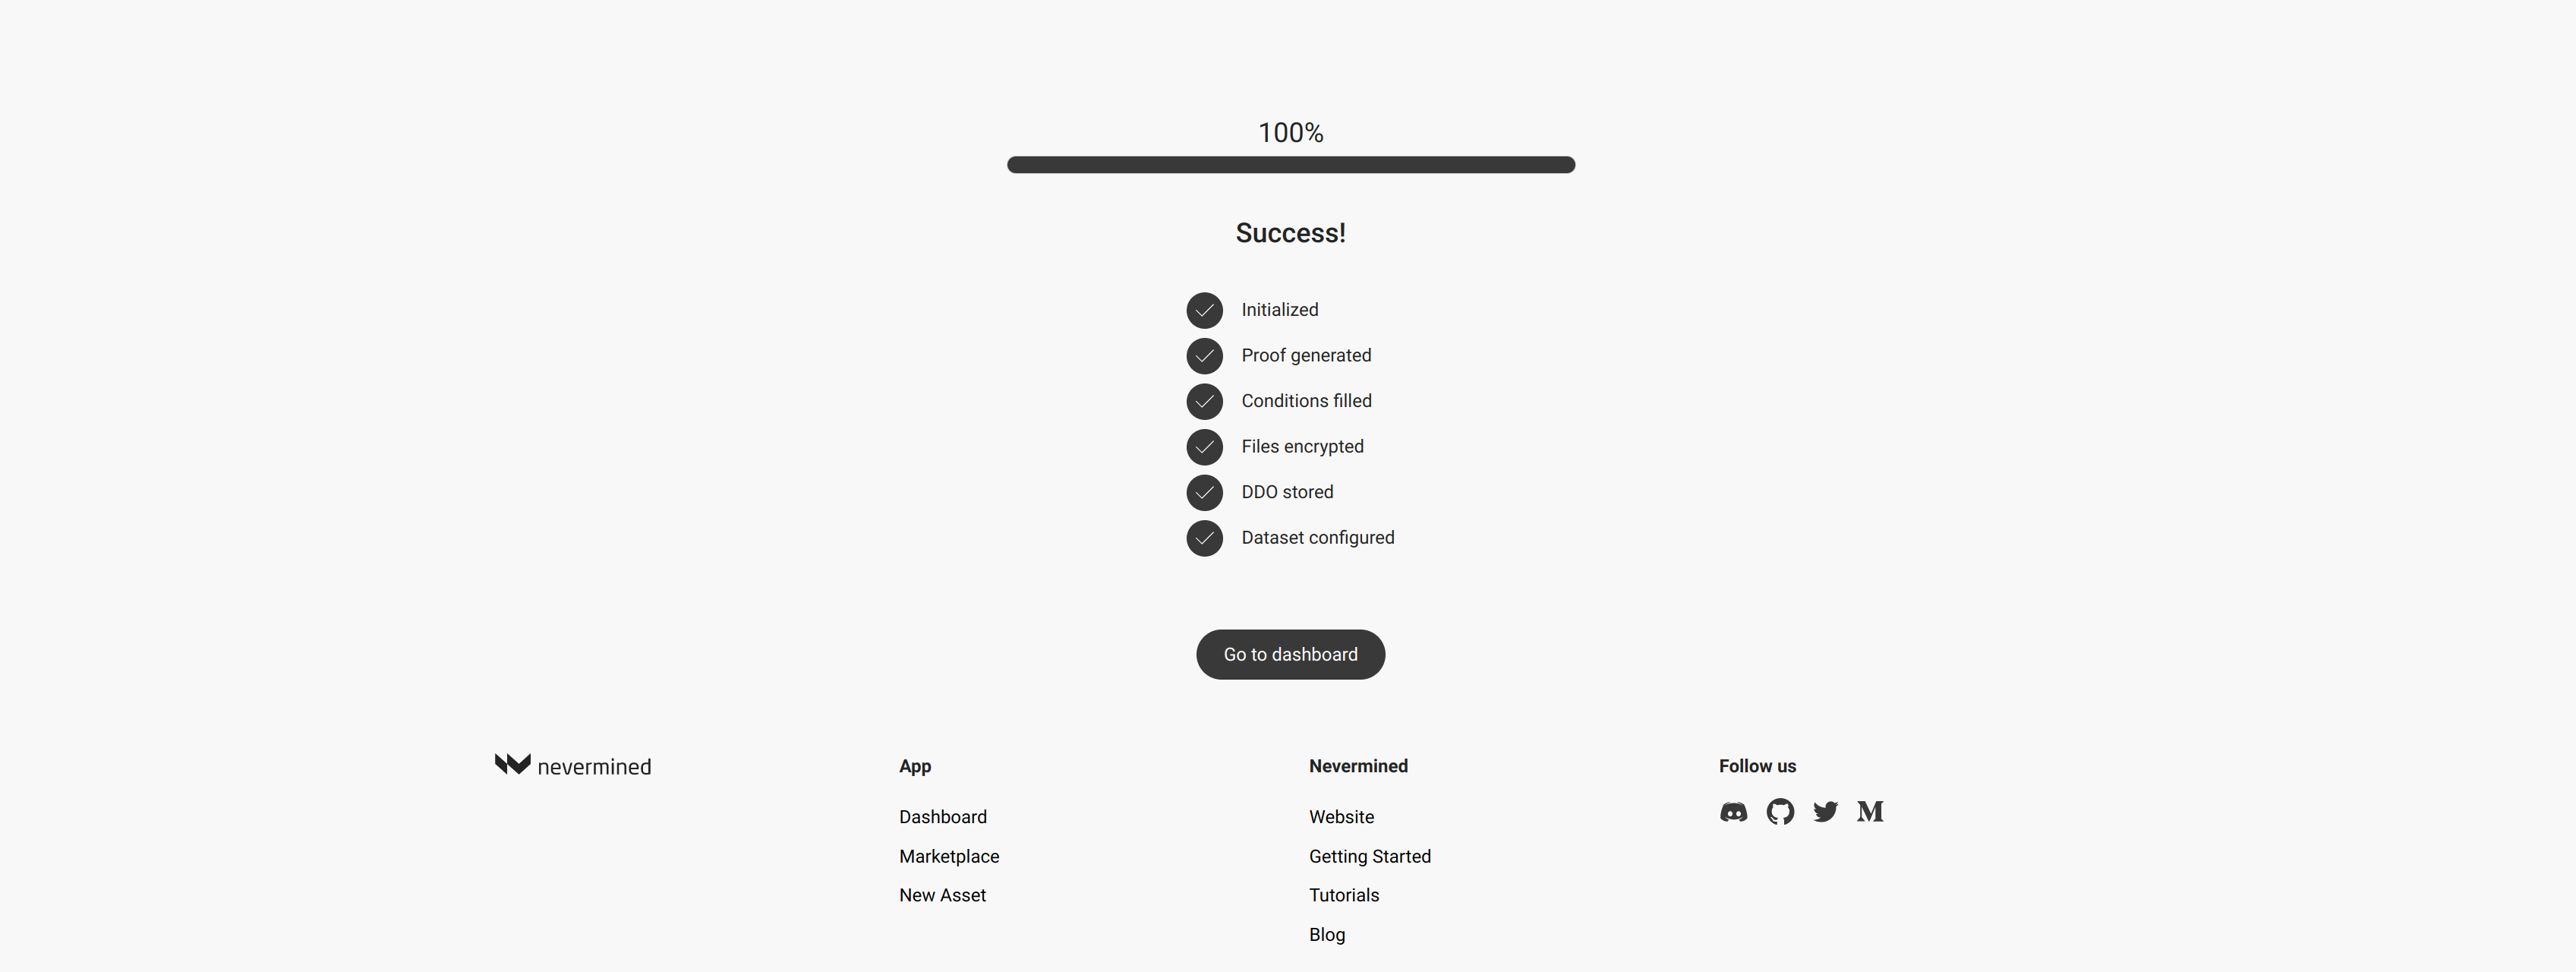 100%
Success!
Initialized
Proof generated
Conditions filled
Files encrypted
DDO stored
Dataset configured
Go to dashboard
nevermined
App
Dashboard
Marketplace
New Asset
Nevermined
Website
Getting Started
Tutorials
Blog
Follow us